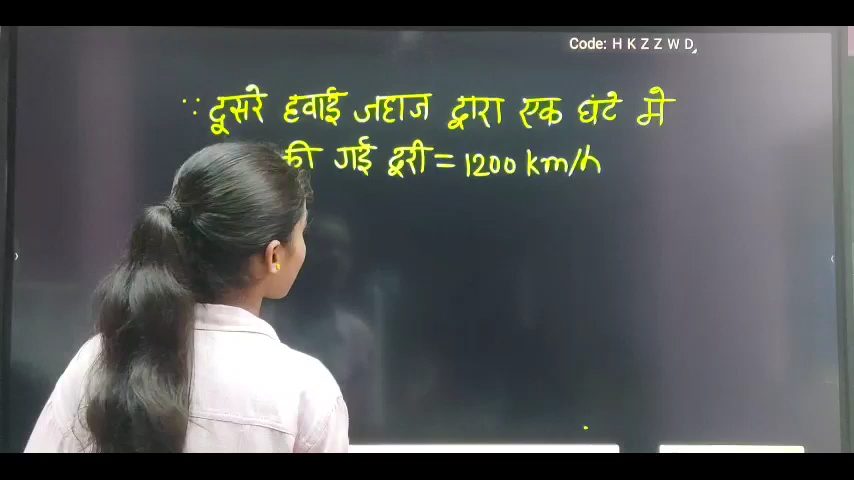 Code: H K Z Z W D
∵ दूसरे हवाई जहाज द्वारा एक घंटे मे
की गई दूरी = 1200 km/h